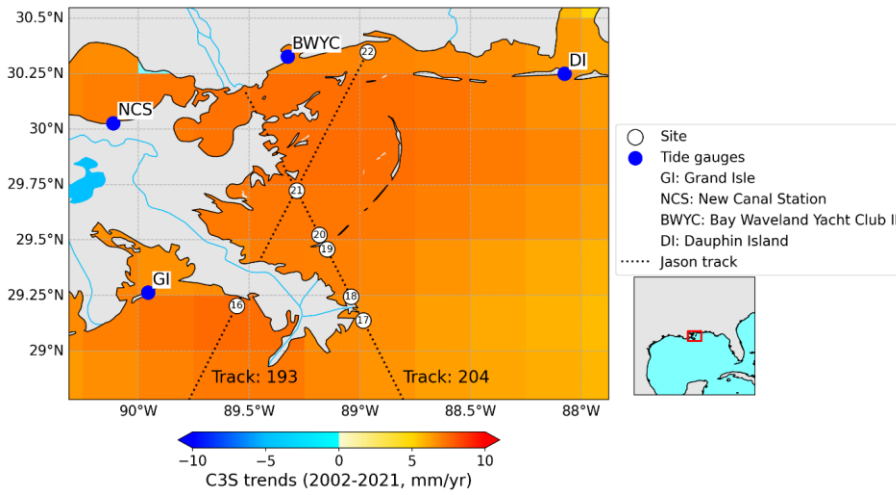 30.5°N
BWYC
22
DI
30.25°N
NCS
30°N
Site
Tide gauges
GI: Grand Isle
29.75°N
21
NCS: New Canal Station
BWYC: Bay Waveland Yacht Club II
20
DI: Dauphin Island
29.5°N
19
Jason track
GI
29.25°N
18
16
17
29°N
Track: 193
Track: 204
90°W
89.5°W
89°W
88.5°W
88°W
−10
−5
0
5
10
C3S trends (2002-2021, mm/yr)